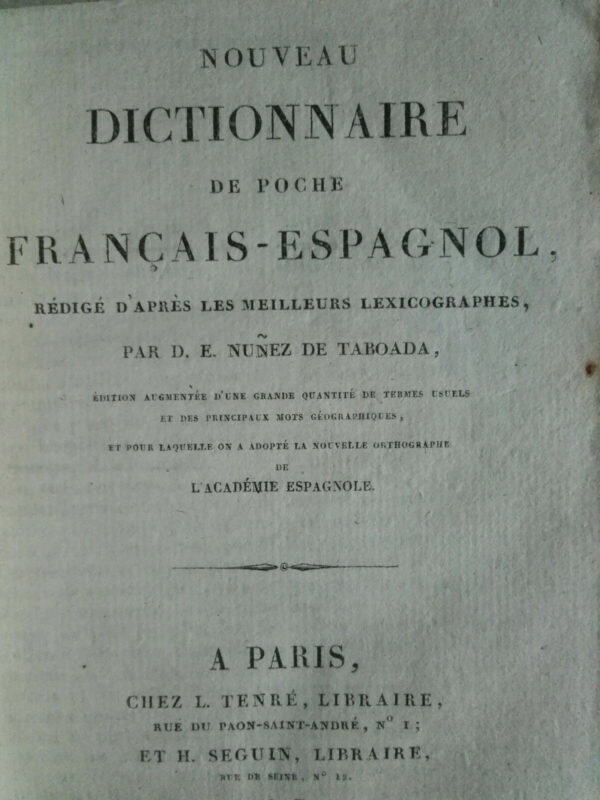 NOUVEAU
DICTIONNAIRE
DE POCHE
FRANÇAIS-ESPAGNOL,
RÉDIGÉ D'APRÈS LES MEILLEURS LEXICOGRAPHES,
PAR D. E. NUÑEZ DE TABOADA,
ÉDITION AUGMENTÉE D'UNE GRANDE QUANTITÉ DE TERMES USUELS
ET DES PRINCIPAUX MOTS GÉOGRAPHIQUES,
ET POUR LAQUELLE ON A ADOPTÉ LA NOUVELLE ORTHOGRAPHE
DE
L'ACADÉMIE ESPAGNOLE.
A PARIS,
CHEZ L. TENRÉ, LIBRAIRE,
RUE DU PAON-SAINT-ANDRÉ, Nº 1;
ET H. SEGUIN, LIBRAIRE,
RUE DE SEINE, Nº 12.